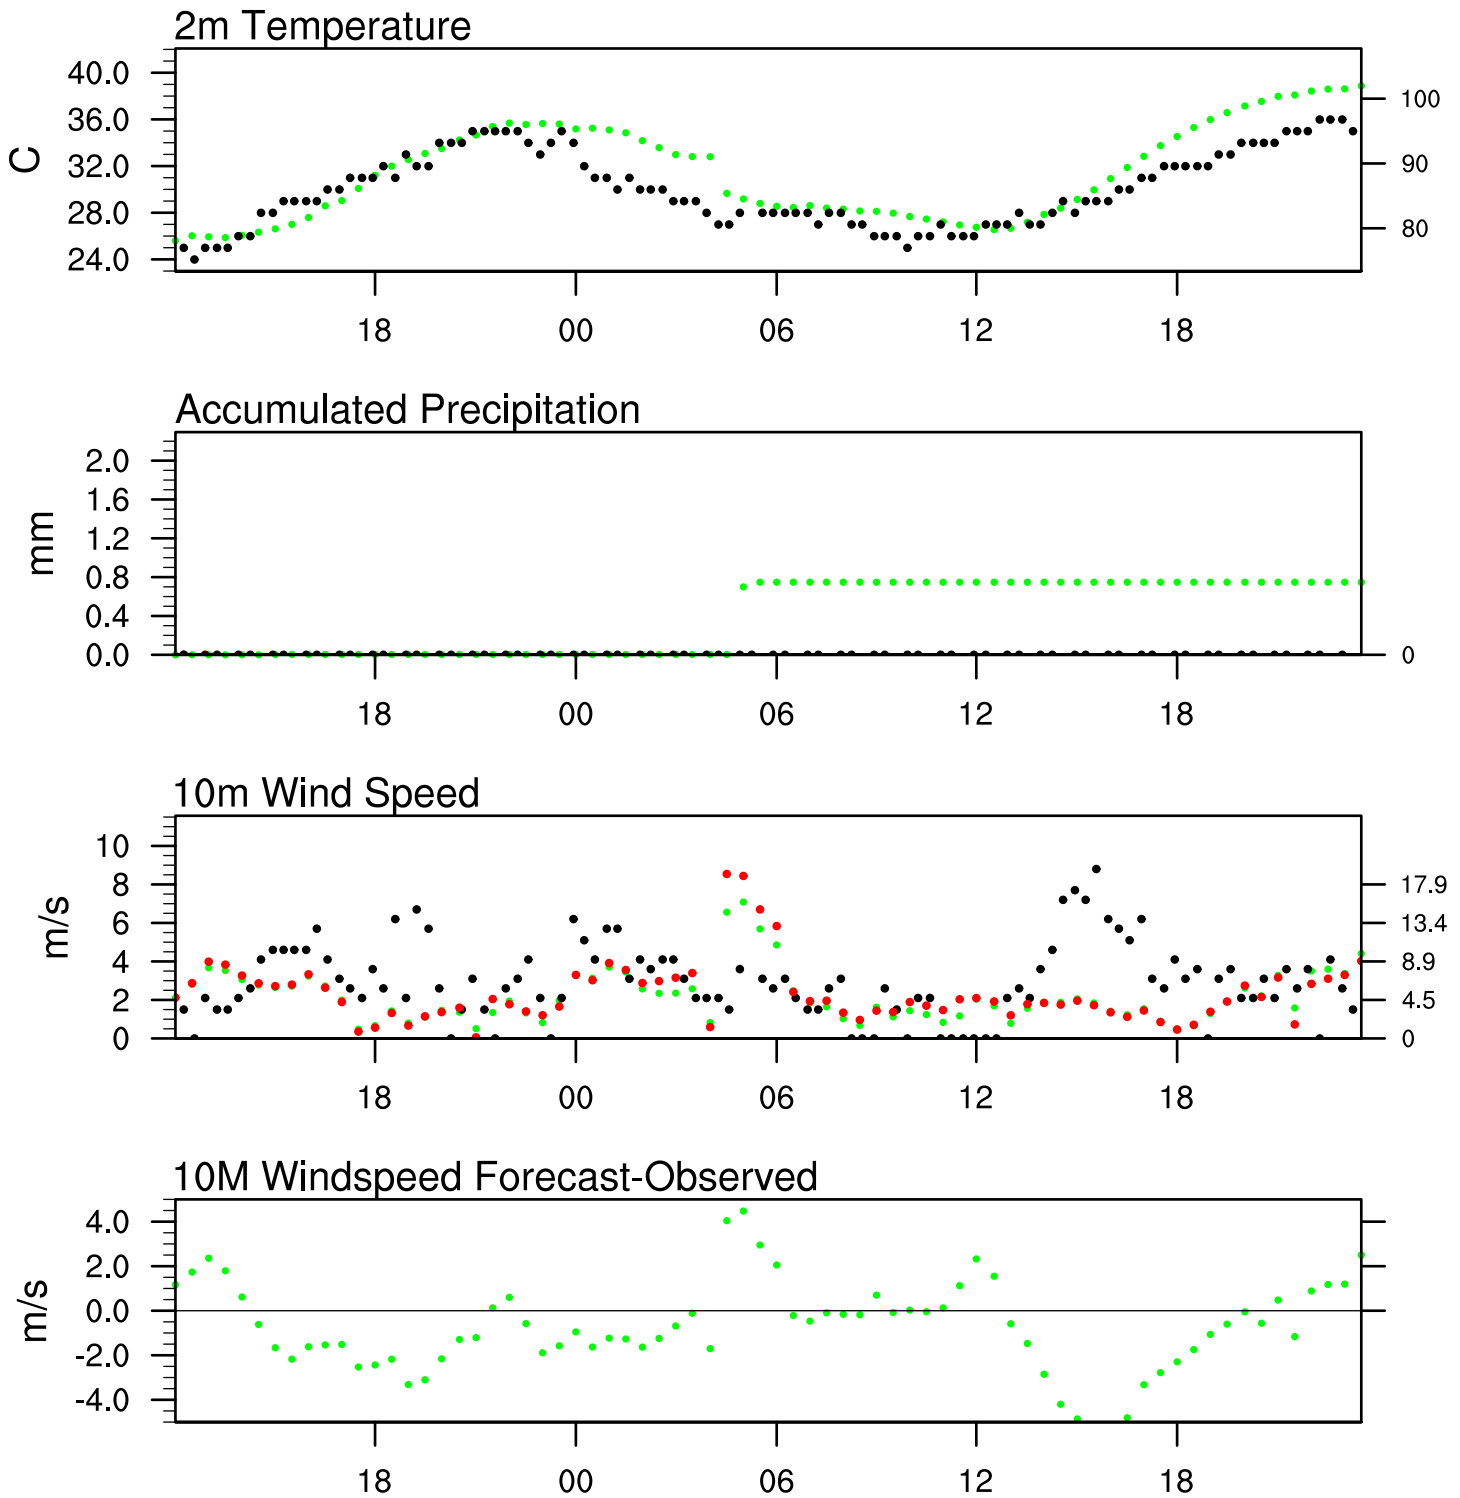 2m Temperature
40.0
36.0
32.0
28.0
24.0
C
100
90
80
18 00 06 12 18
Accumulated Precipitation
2.0
1.6
1.2
0.8
0.4
0.0
mm
0
18 00 06 12 18
10m Wind Speed
10
8
6
4
2
0
m/s
17.9
13.4
8.9
4.5
0
18 00 06 12 18
10M Windspeed Forecast-Observed
4.0
2.0
0.0
-2.0
-4.0
m/s
18 00 06 12 18